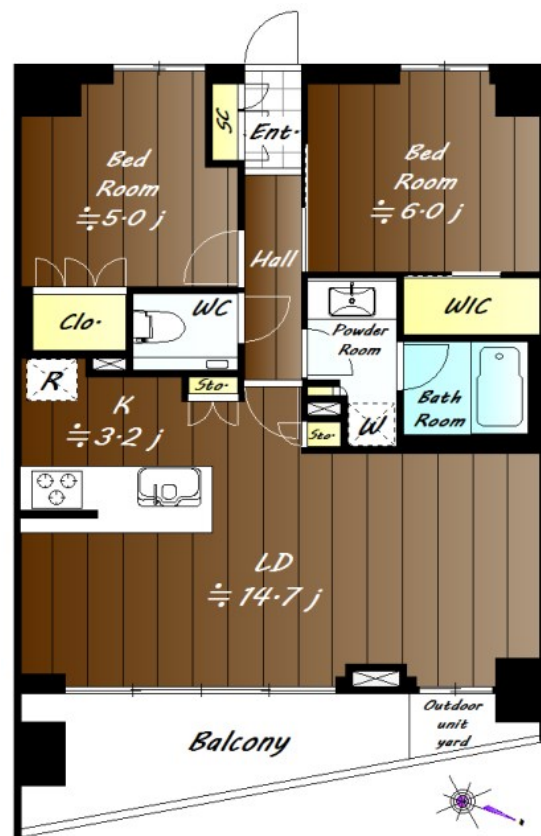 SC
Ent.
Bed
Room
≒5.0 j
Bed
Room
≒6.0 j
Hall
Clo.
WC
WIC
Powder
Room
R
Sto.
K
≒3.2 j
Bath
Room
W
Sto.
LD
≒14.7 j
Balcony
Outdoor
unit
yard